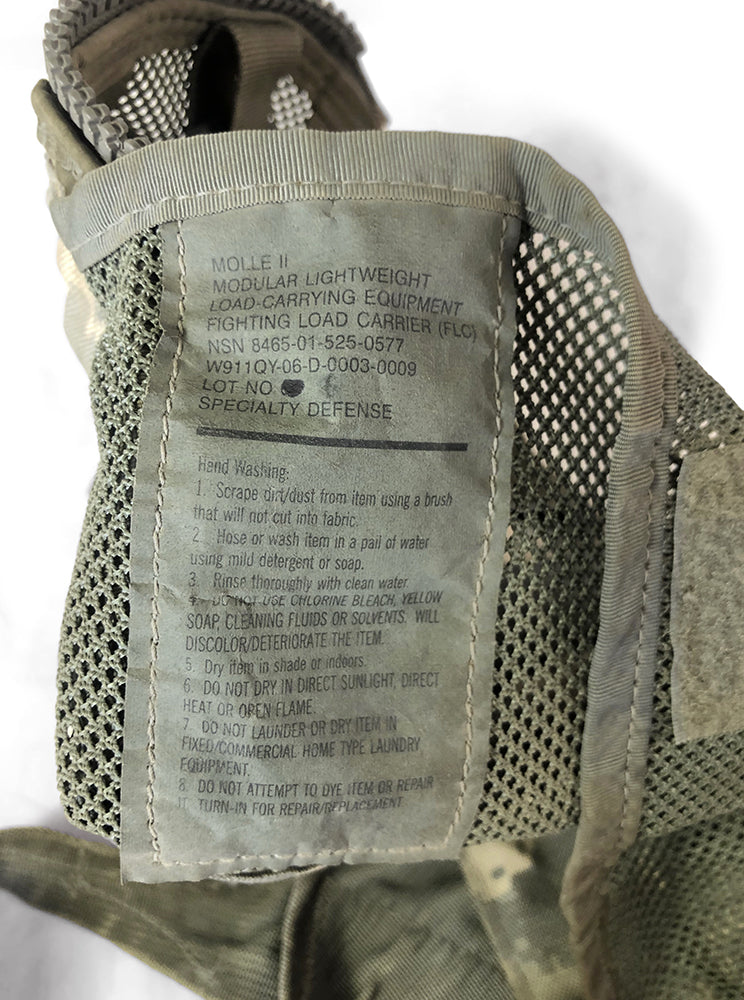 MOLLE II
MODULAR LIGHTWEIGHT
LOAD-CARRYING EQUIPMENT
FIGHTING LOAD CARRIER (FLC)
NSN 8465-01-525-0577
W911QY-06-D-0003-0009
LOT NO
SPECIALTY DEFENSE
Hand Washing:
1. Scrape dirt/dust from item using a brush
that will not cut into fabric.
2. Hose or wash item in a pail of water
using mild detergent or soap.
3. Rinse thoroughly with clean water
4. DO NOT USE CHLORINE BLEACH, YELLOW
SOAP, CLEANING FLUIDS OR SOLVENTS. WILL
DISCOLOR/DETERIORATE THE ITEM.
5. Dry item in shade or indoors.
6. DO NOT DRY IN DIRECT SUNLIGHT, DIRECT
HEAT OR OPEN FLAME.
7. DO NOT LAUNDER OR DRY ITEM IN
FIXED/COMMERCIAL HOME TYPE LAUNDRY
EQUIPMENT.
8. DO NOT ATTEMPT TO DYE ITEM OR REPAIR
IT. TURN-IN FOR REPAIR/REPLACEMENT